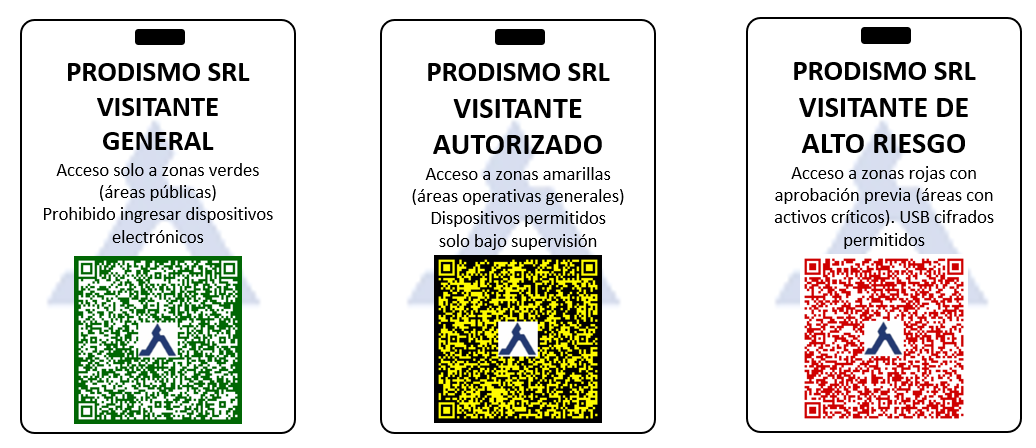 PRODISMO SRL
VISITANTE
GENERAL
Acceso solo a zonas verdes
(áreas públicas)
Prohibido ingresar dispositivos
electrónicos
PRODISMO SRL
VISITANTE
AUTORIZADO
Acceso a zonas amarillas
(áreas operativas generales)
Dispositivos permitidos
solo bajo supervisión
PRODISMO SRL
VISITANTE DE
ALTO RIESGO
Acceso a zonas rojas con
aprobación previa (áreas con
activos críticos). USB cifrados
permitidos